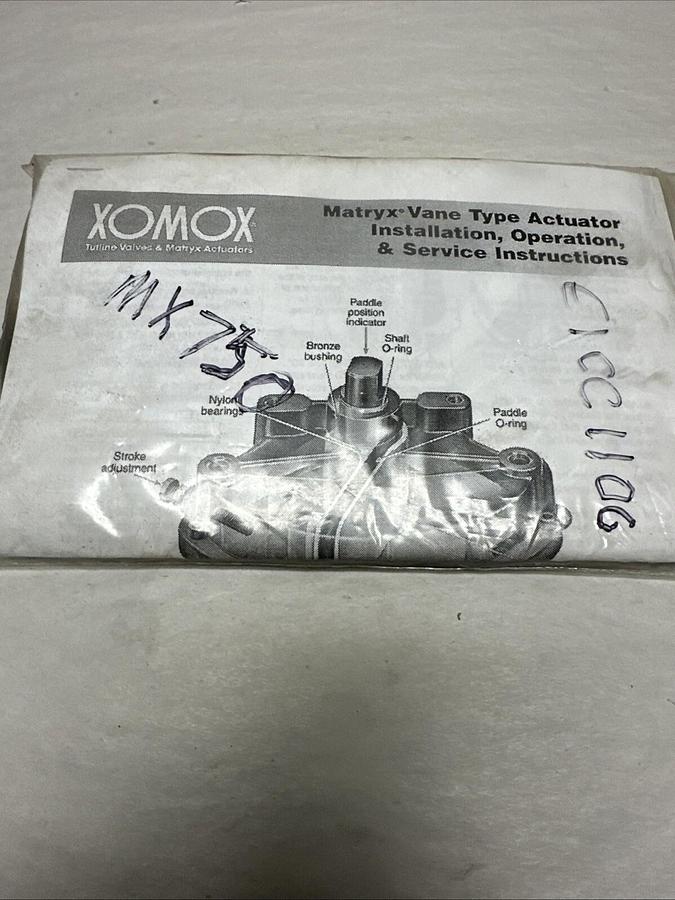 XOMOX
Tufline Valves & Matryx Actuators
Matryx® Vane Type Actuator
Installation, Operation,
& Service Instructions
MX750
Paddle
position
indicator
Shaft
O-ring
Bronze
bushing
Nylon
bearings
Paddle
O-ring
Stroke
adjustment